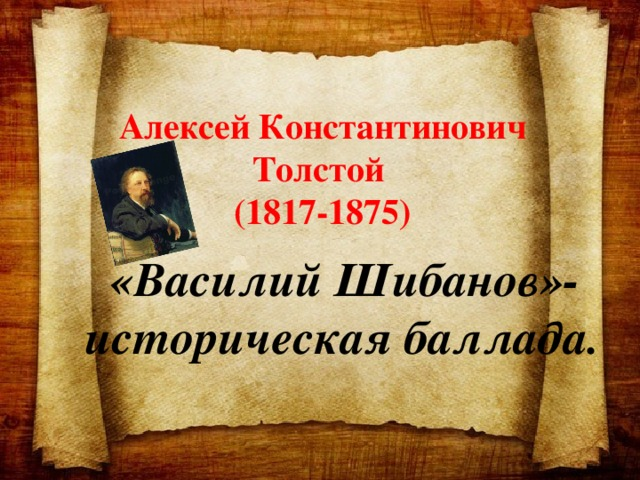 Алексей Константинович
Толстой
(1817-1875)
«Василий Шибанов»-
историческая баллада.